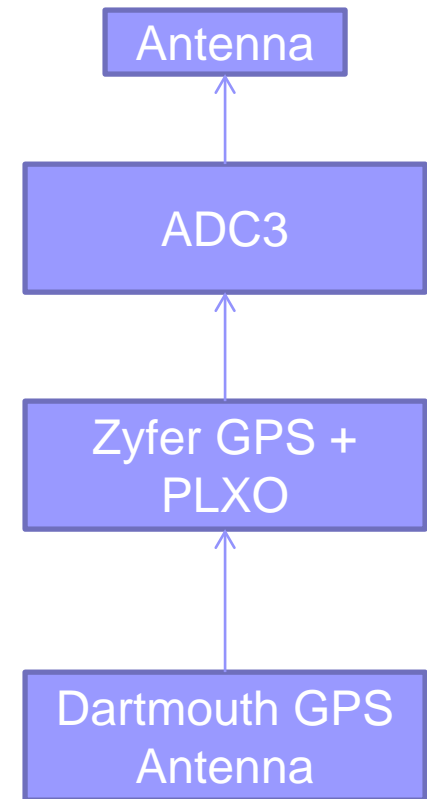 Antenna
ADC3
Zyfer GPS +
PLXO
Dartmouth GPS
Antenna